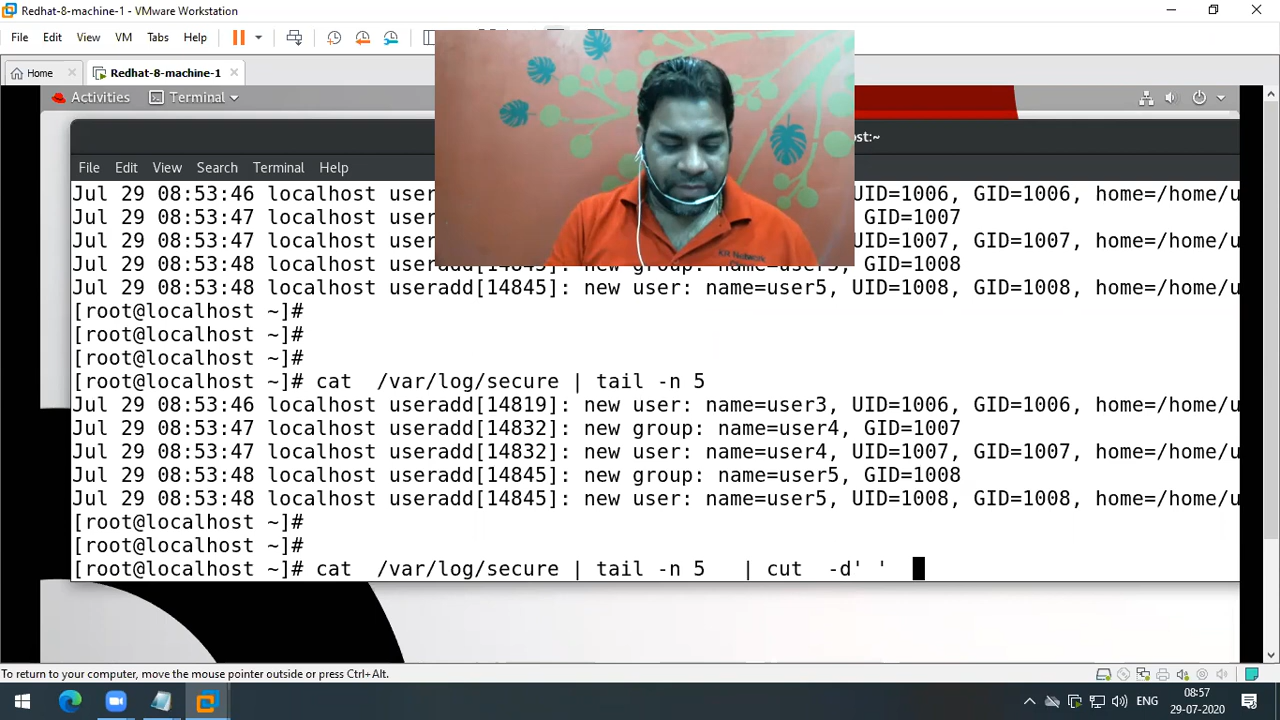 Redhat-8-machine-1 - VMware Workstation
File Edit View VM Tabs Help
Home Redhat-8-machine-1
Activities Terminal
st:~
File Edit View Search Terminal Help
Jul 29 08:53:46 localhost usera UID=1006, GID=1006, home=/home/u
Jul 29 08:53:47 localhost usera GID=1007
Jul 29 08:53:47 localhost usera UID=1007, GID=1007, home=/home/u
Jul 29 08:53:48 localhost useradd[14845]: new group: name=user5, GID=1008
Jul 29 08:53:48 localhost useradd[14845]: new user: name=user5, UID=1008, GID=1008, home=/home/u
[root@localhost ~]#
[root@localhost ~]#
[root@localhost ~]#
[root@localhost ~]# cat  /var/log/secure | tail -n 5
Jul 29 08:53:46 localhost useradd[14819]: new user: name=user3, UID=1006, GID=1006, home=/home/u
Jul 29 08:53:47 localhost useradd[14832]: new group: name=user4, GID=1007
Jul 29 08:53:47 localhost useradd[14832]: new user: name=user4, UID=1007, GID=1007, home=/home/u
Jul 29 08:53:48 localhost useradd[14845]: new group: name=user5, GID=1008
Jul 29 08:53:48 localhost useradd[14845]: new user: name=user5, UID=1008, GID=1008, home=/home/u
[root@localhost ~]#
[root@localhost ~]#
[root@localhost ~]# cat  /var/log/secure | tail -n 5   | cut  -d' '
To return to your computer, move the mouse pointer outside or press Ctrl+Alt.
ENG
08:57
29-07-2020